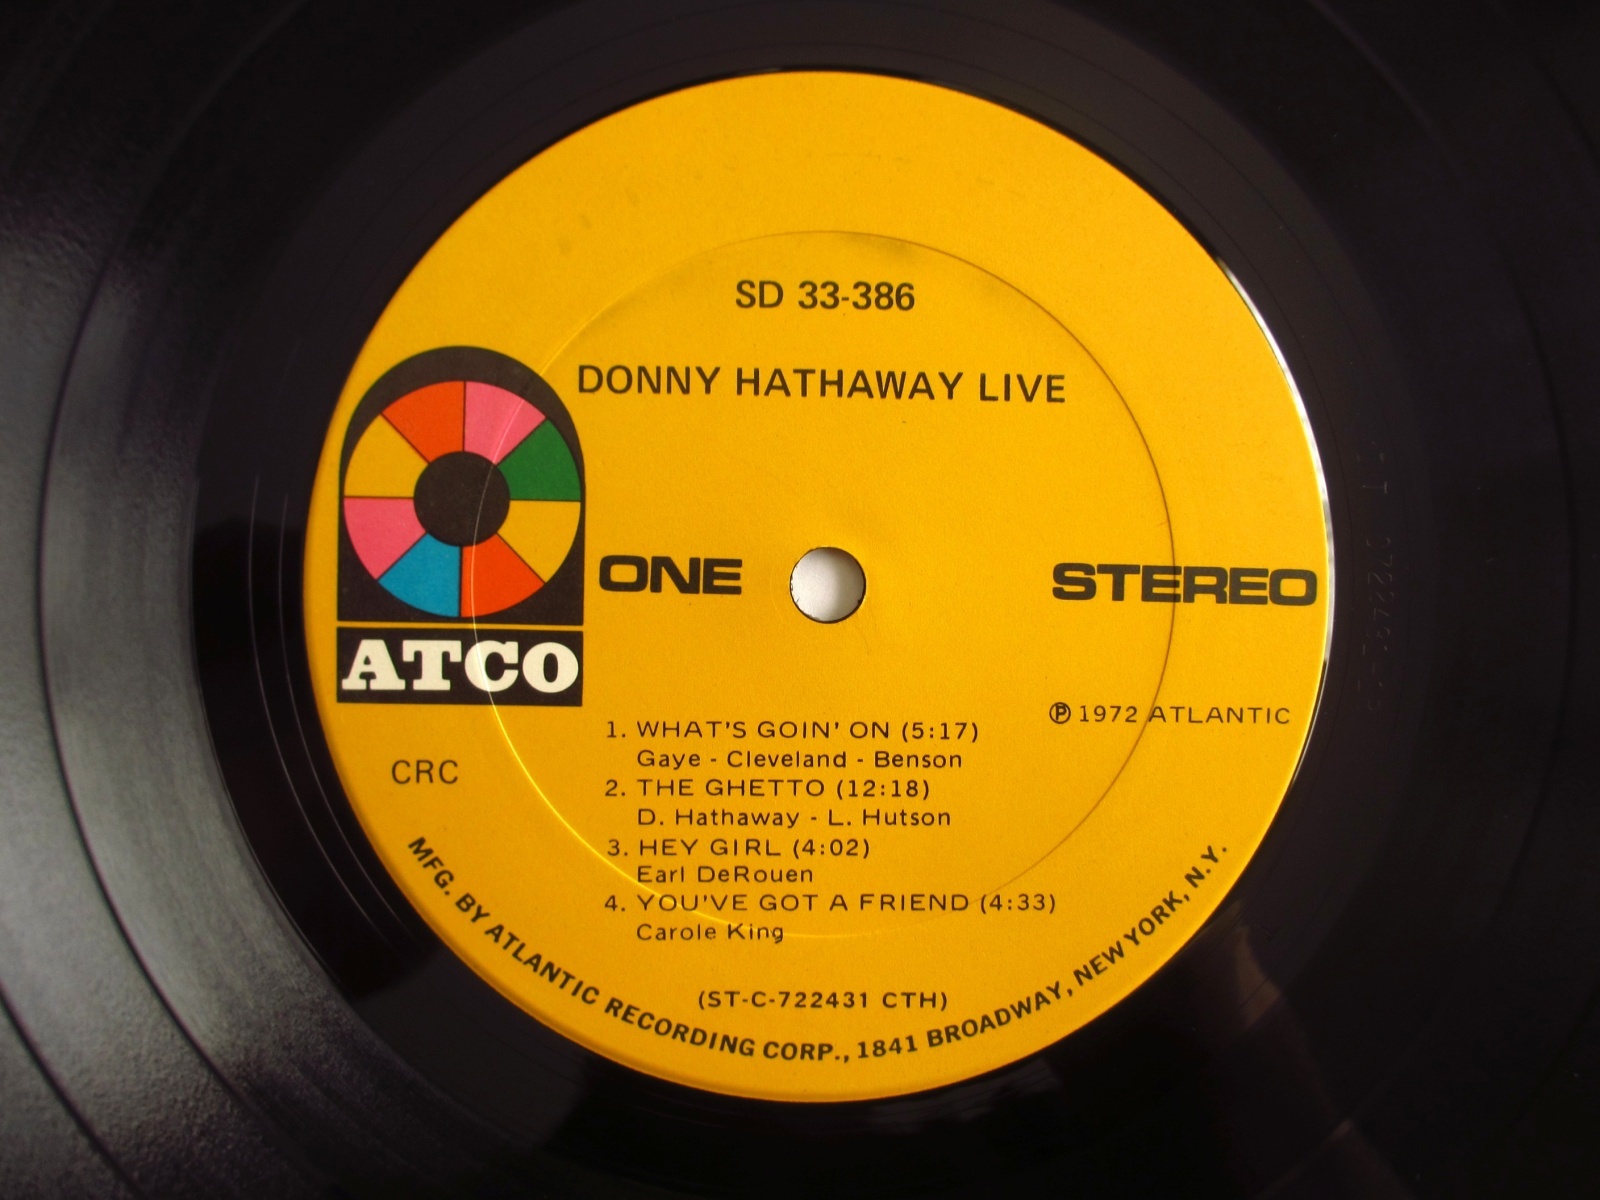 SD 33-386
DONNY HATHAWAY LIVE
ONE
STEREO
ATCO
℗ 1972 ATLANTIC
CRC
1. WHAT'S GOIN' ON (5:17)
Gaye - Cleveland - Benson
2. THE GHETTO (12:18)
D. Hathaway - L. Hutson
3. HEY GIRL (4:02)
Earl DeRouen
4. YOU'VE GOT A FRIEND (4:33)
Carole King
(ST-C-722431 CTH)
MFG. BY ATLANTIC RECORDING CORP., 1841 BROADWAY, NEW YORK, N.Y.